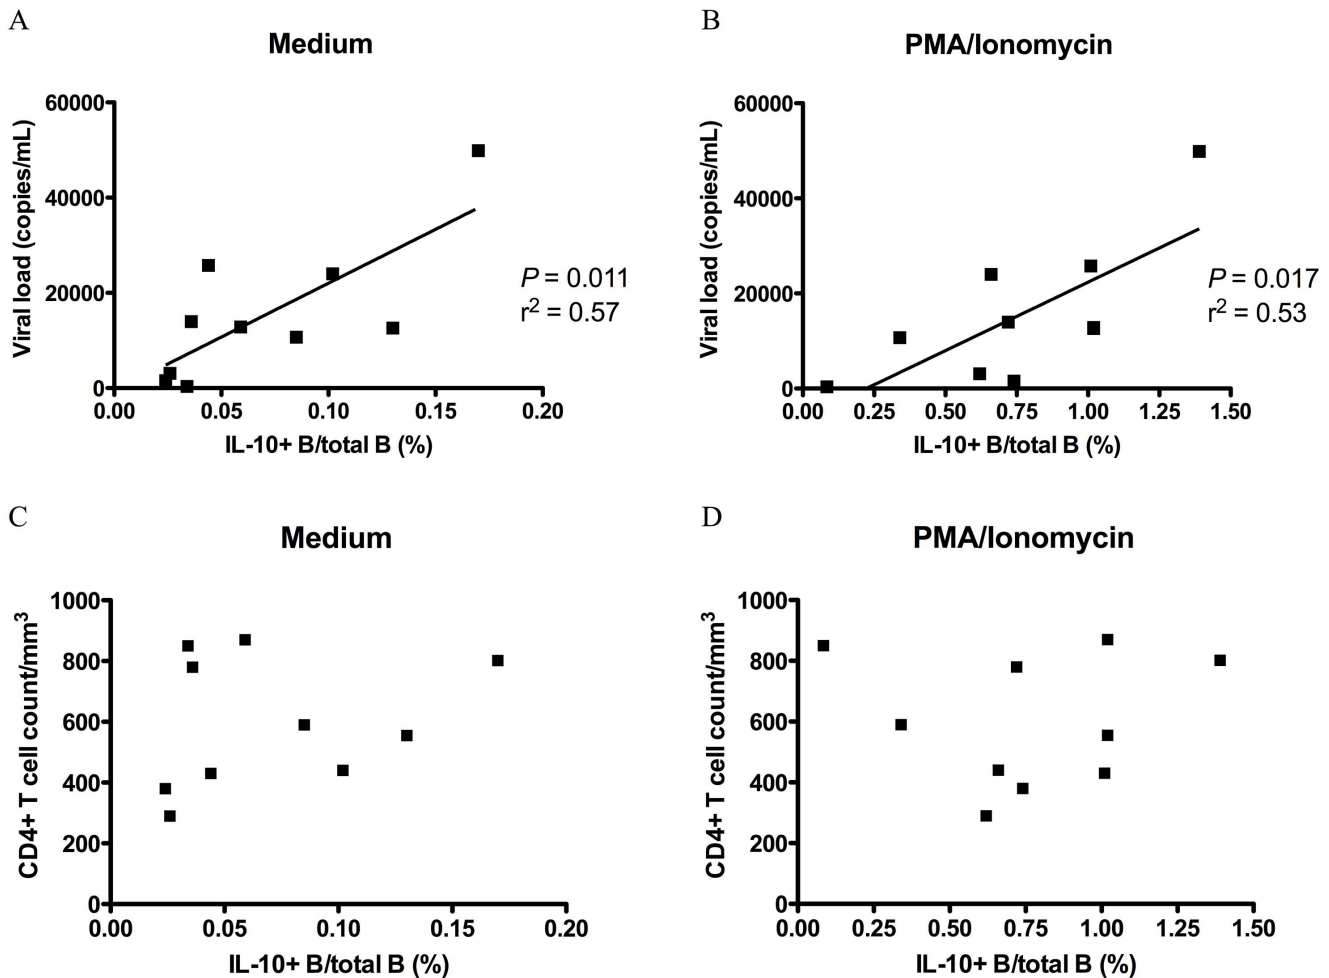 A
Medium
60000
40000
20000
0
0.00 0.05 0.10 0.15 0.20
Viral load (copies/mL)
IL-10+ B/total B (%)
P = 0.011
r² = 0.57
B
PMA/Ionomycin
60000
40000
20000
0
0.00 0.25 0.50 0.75 1.00 1.25 1.50
Viral load (copies/mL)
IL-10+ B/total B (%)
P = 0.017
r² = 0.53
C
Medium
1000
800
600
400
200
0
0.00 0.05 0.10 0.15 0.20
CD4+ T cell count/mm³
IL-10+ B/total B (%)
D
PMA/Ionomycin
1000
800
600
400
200
0
0.00 0.25 0.50 0.75 1.00 1.25 1.50
CD4+ T cell count/mm³
IL-10+ B/total B (%)